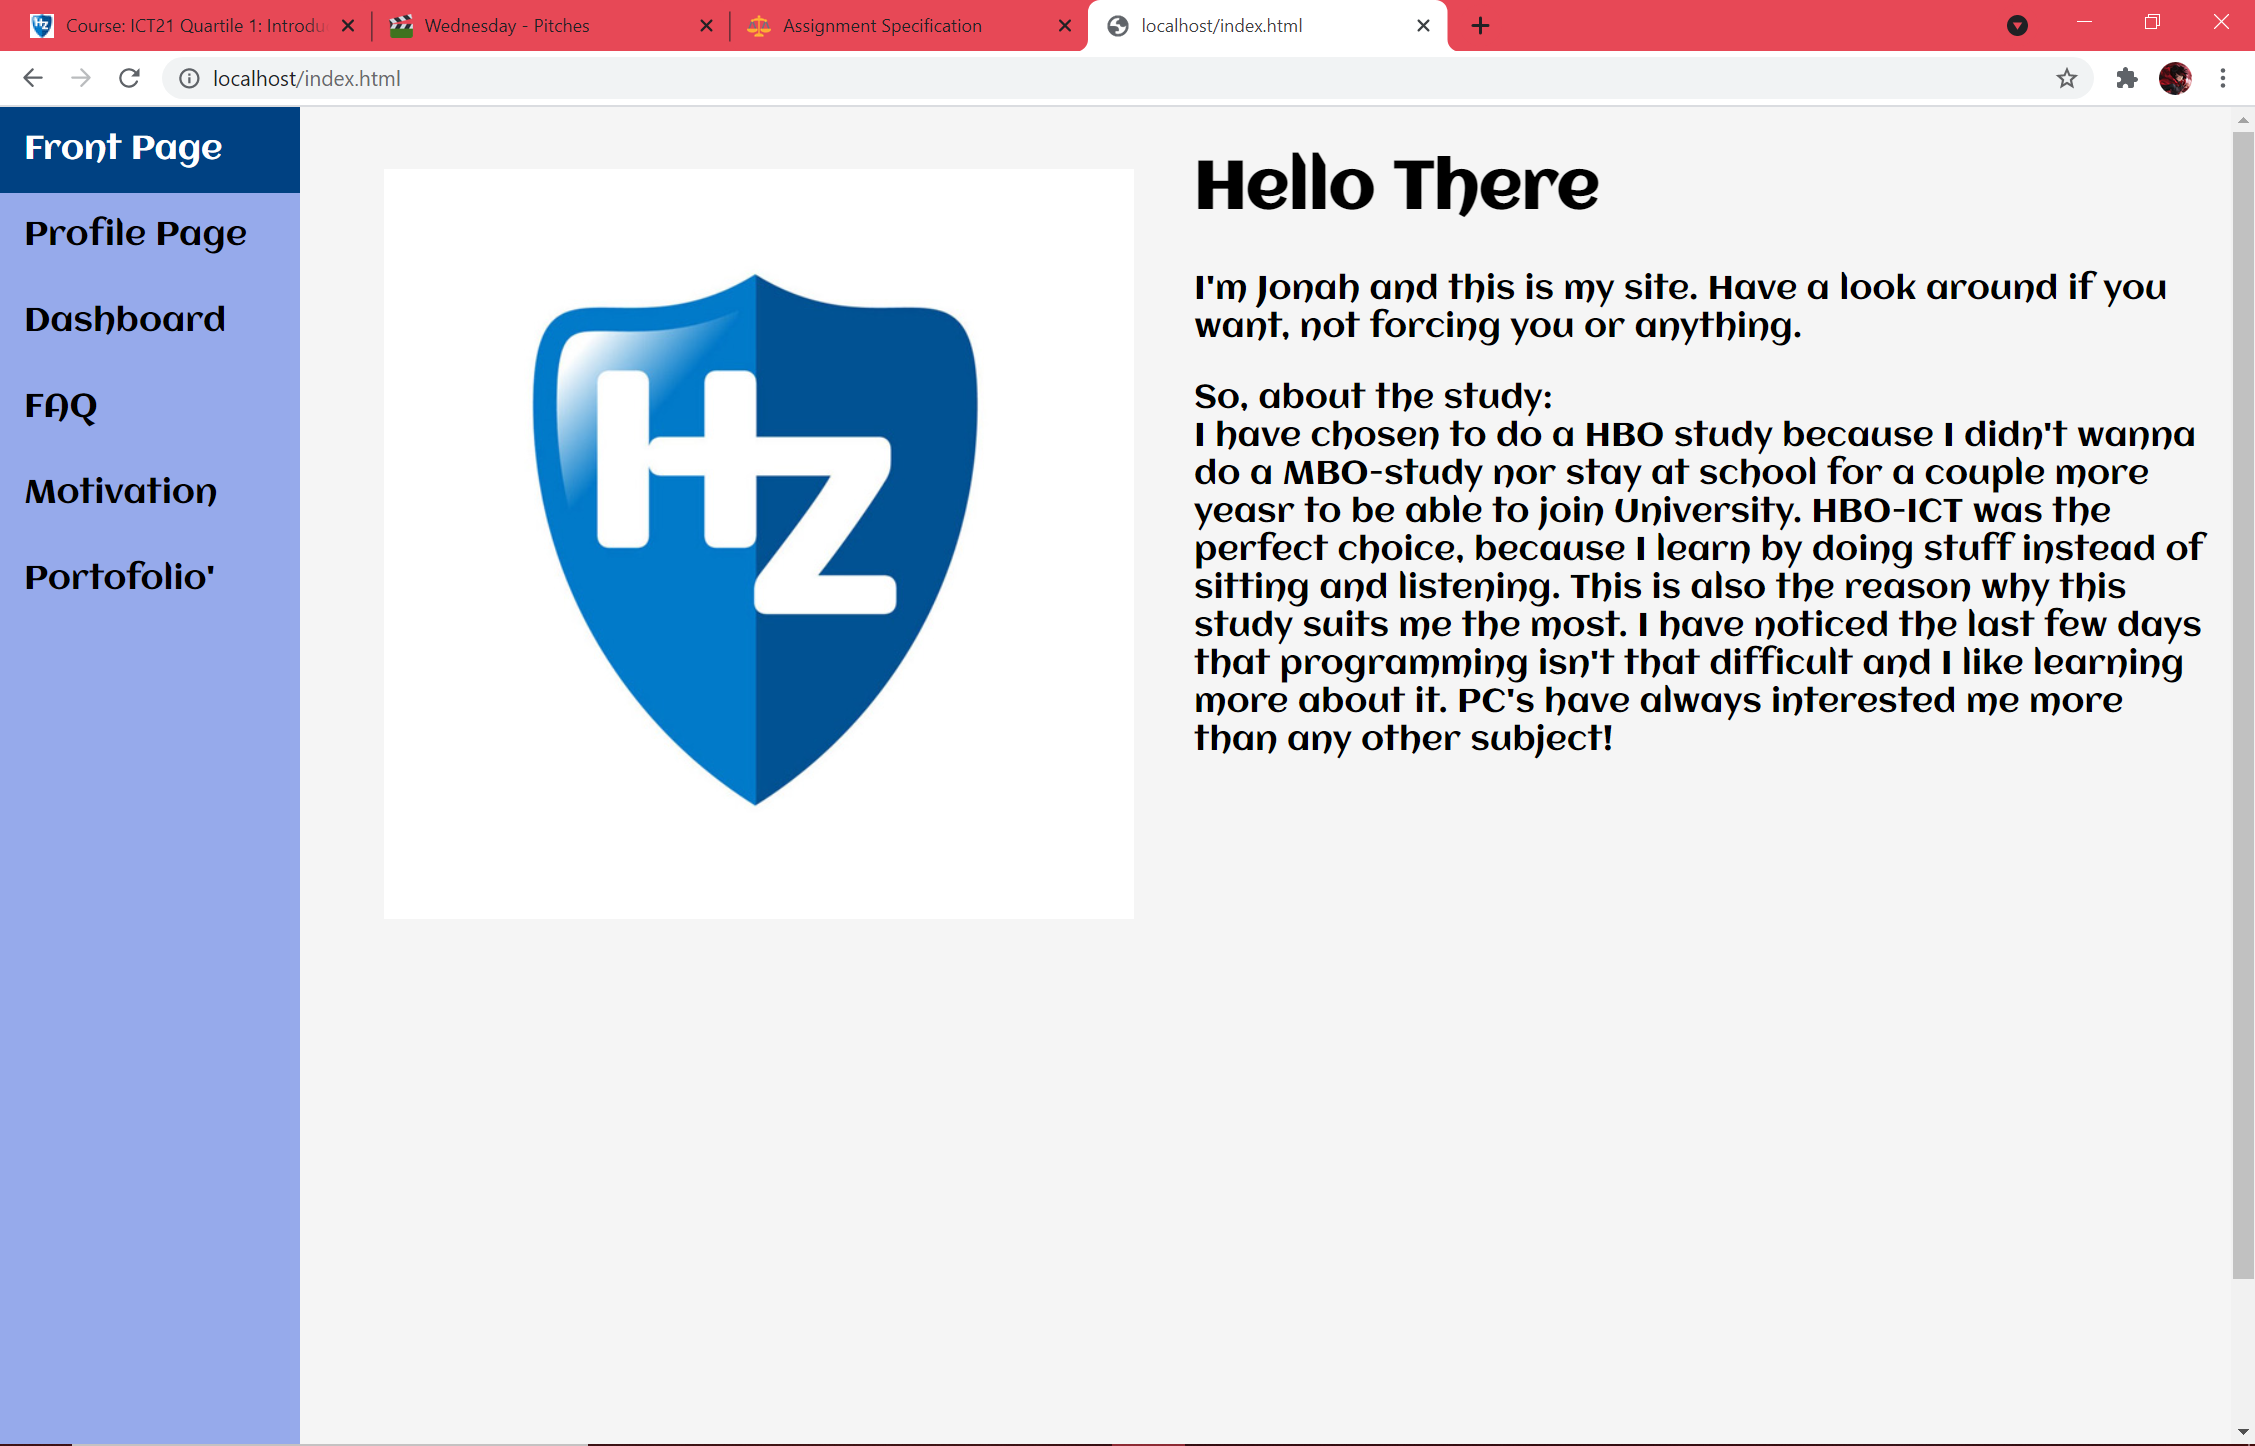 Course: ICT21 Quartile 1: Introdu
Wednesday - Pitches
Assignment Specification
localhost/index.html
localhost/index.html
Front Page
Profile Page
Dashboard
FAQ
Motivation
Portofolio'
HZ
Hello There
I'm Jonah and this is my site. Have a look around if you
want, not forcing you or anything.
So, about the study:
I have chosen to do a HBO study because I didn't wanna
do a MBO-study nor stay at school for a couple more
yeasr to be able to join University. HBO-ICT was the
perfect choice, because I learn by doing stuff instead of
sitting and listening. This is also the reason why this
study suits me the most. I have noticed the last few days
that programming isn't that difficult and I like learning
more about it. PC's have always interested me more
than any other subject!